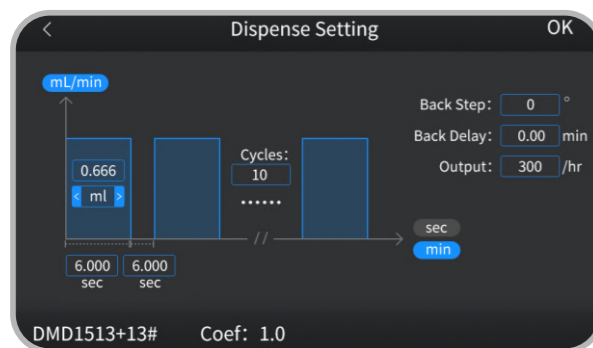 < Dispense Setting OK
mL/min
Back Step: 0 °
Back Delay: 0.00 min
Output: 300 /hr
Cycles:
10
......
0.666
< ml >
sec
min
//
6.000 6.000
sec sec
DMD1513+13# Coef: 1.0